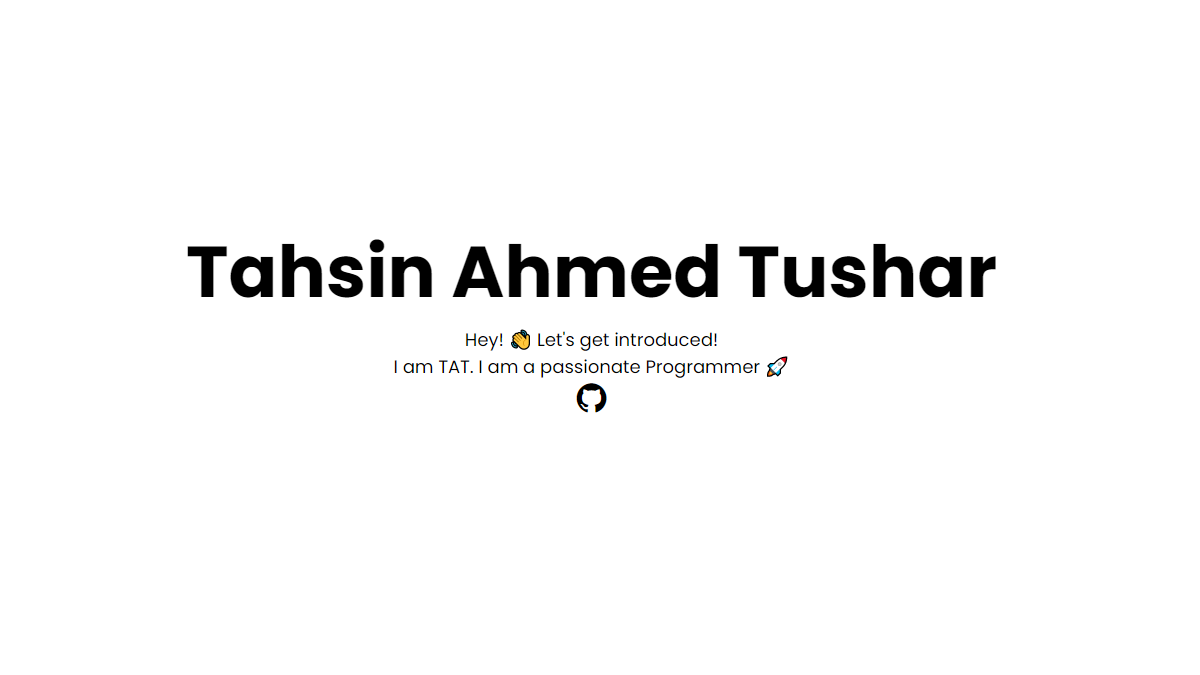 Tahsin Ahmed Tushar
Hey! 👋 Let's get introduced!
I am TAT. I am a passionate Programmer 🚀